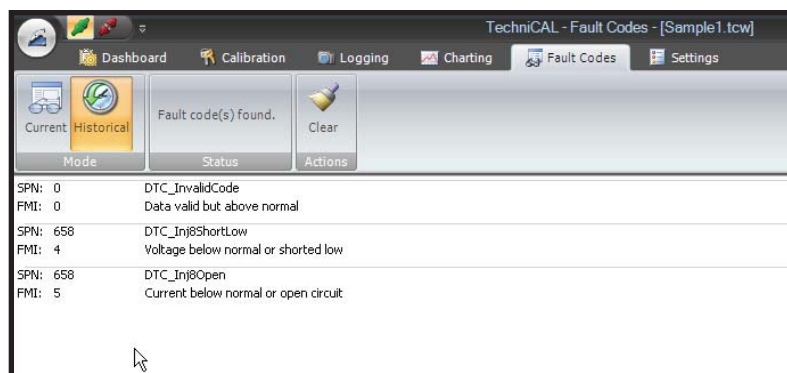 TechniCAL - Fault Codes - [Sample1.tcw]
Dashboard Calibration Logging Charting Fault Codes Settings
Current Historical
Mode
Fault code(s) found.
Status
Clear
Actions
SPN: 0 DTC_InvalidCode
FMI: 0 Data valid but above normal
SPN: 658 DTC_Inj8ShortLow
FMI: 4 Voltage below normal or shorted low
SPN: 658 DTC_Inj8Open
FMI: 5 Current below normal or open circuit